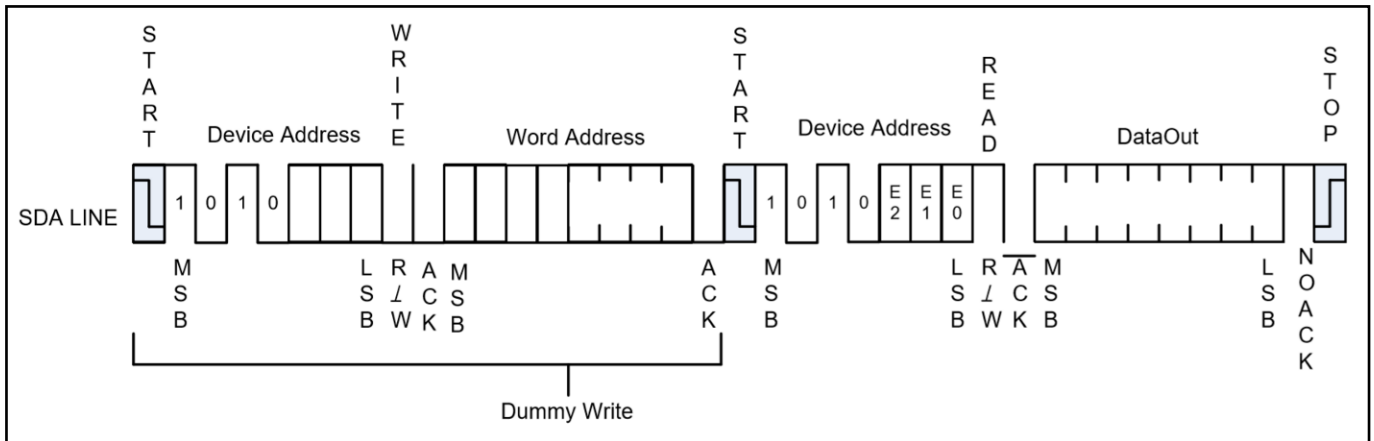 START
WRITE
START
READ
STOP
Device Address
Word Address
Device Address
DataOut
SDA LINE
1 0 1 0
1 0 1 0 E2 E1 E0
MSB
LSB
R/W
ACK
MSB
ACK
MSB
LSB
R/W
ACK
MSB
LSB
NOACK
Dummy Write